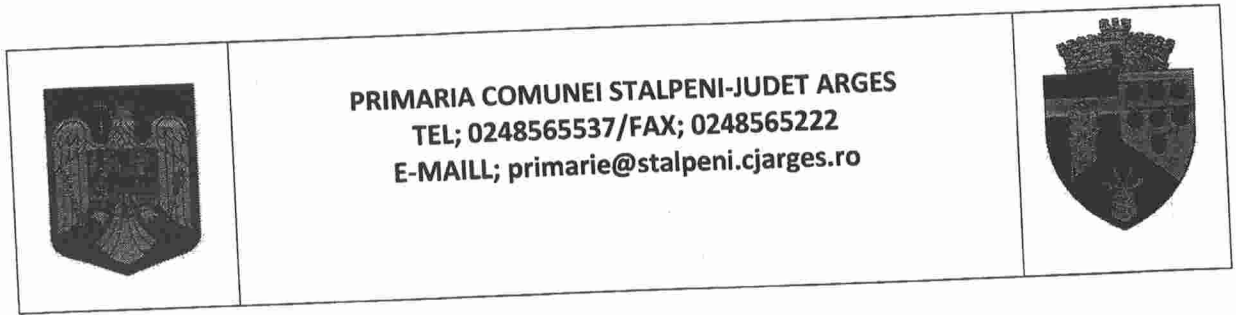 PRIMARIA COMUNEI STALPENI-JUDET ARGES
TEL; 0248565537/FAX; 0248565222
E-MAILL; primarie@stalpeni.cjarges.ro